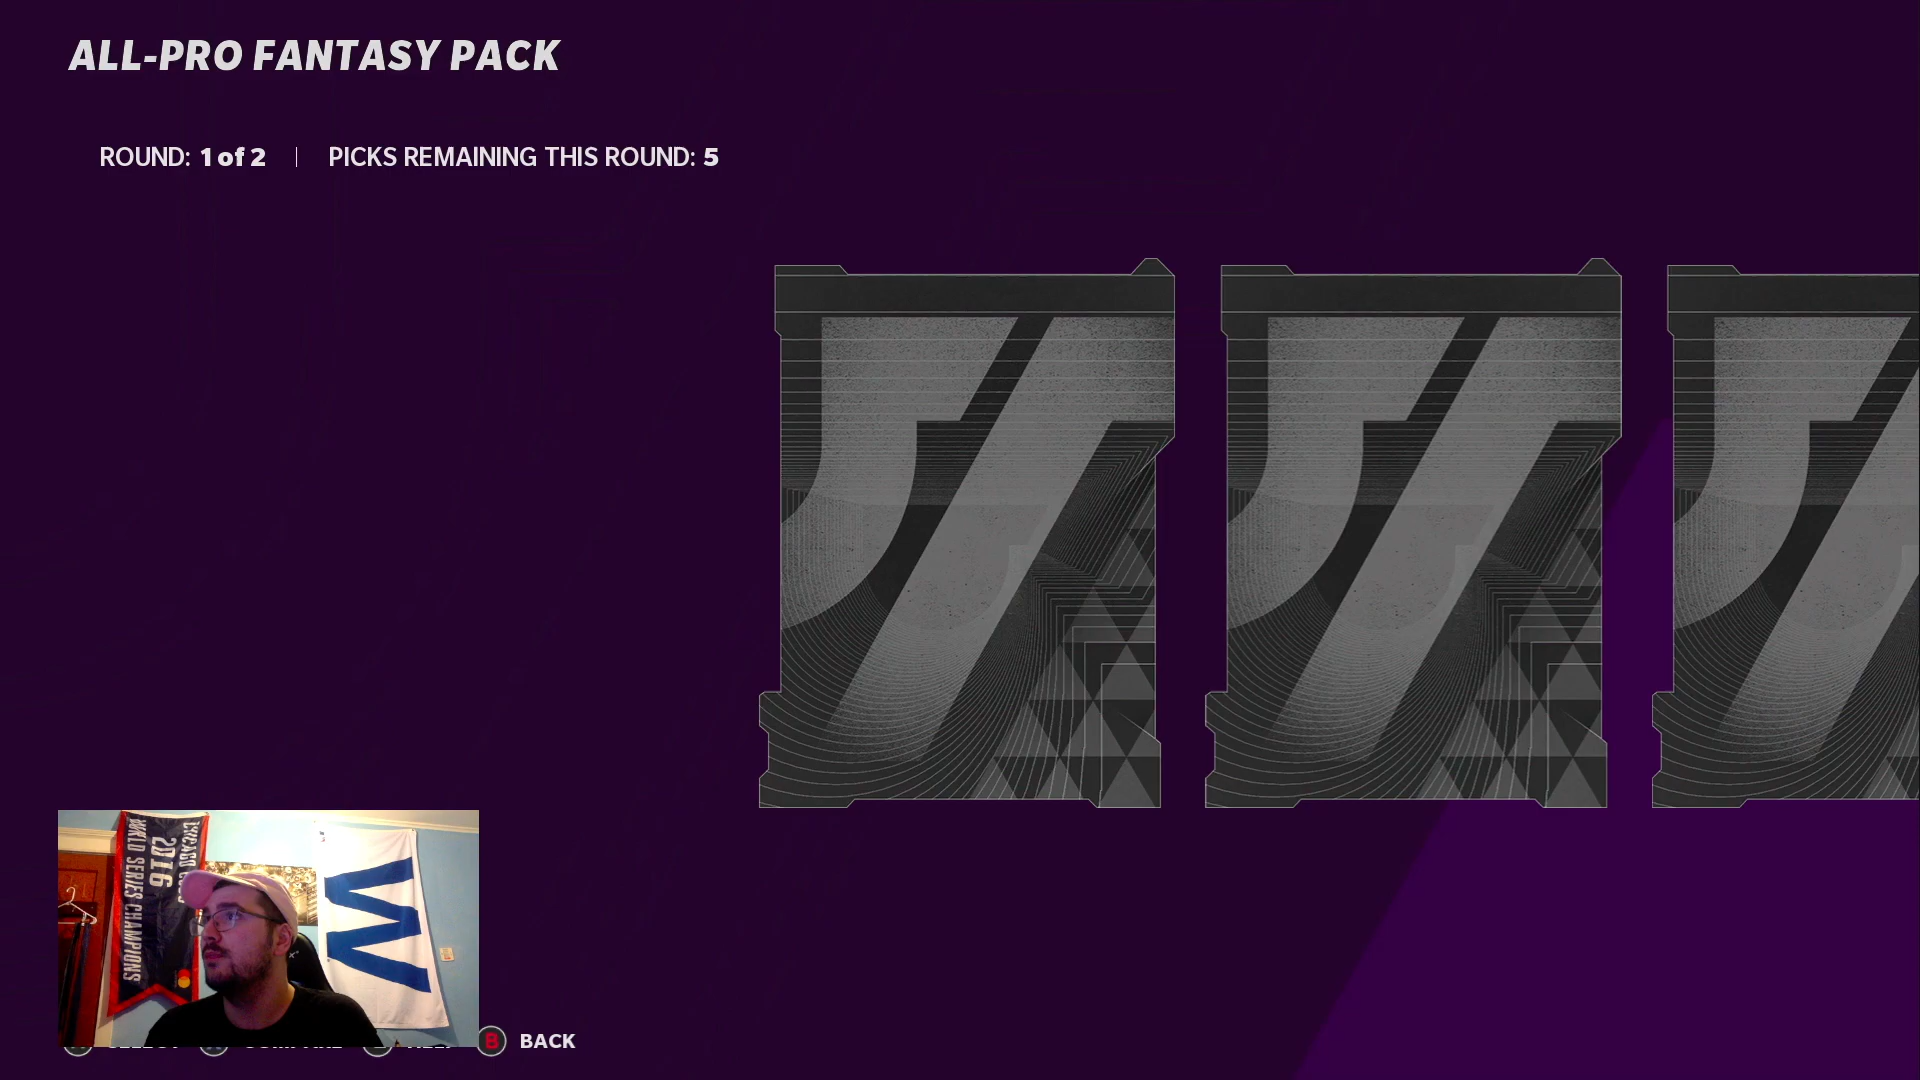 ALL-PRO FANTASY PACK
ROUND: 1 of 2 | PICKS REMAINING THIS ROUND: 5
2016
WORLD SERIES CHAMPIONS
W
B BACK